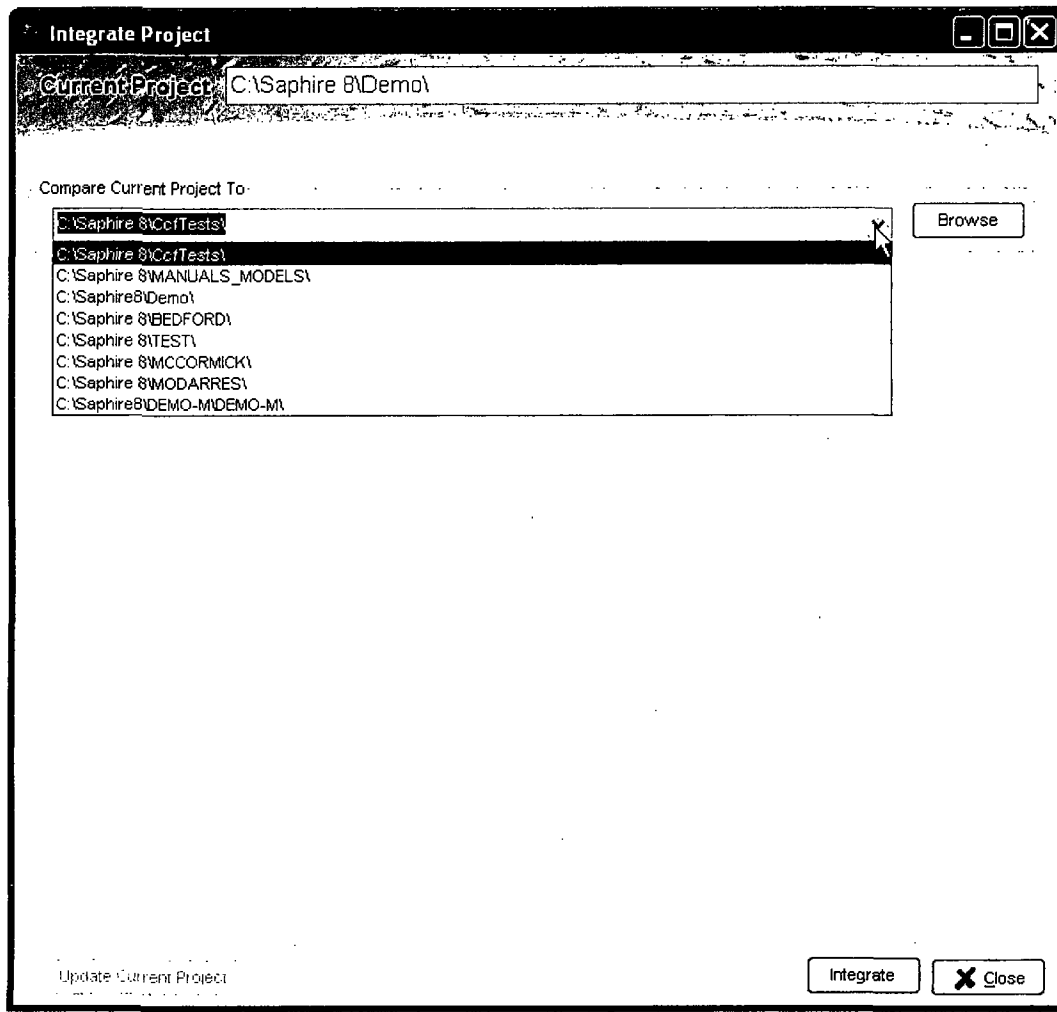 Integrate Project
Current Project C:\Saphire 8\Demo\
Compare Current Project To
C:\Saphire 8\CcfTests\
Browse
C:\Saphire 8\CcfTests\
C:\Saphire 8\MANUALS_MODELS\
C:\Saphire8\Demo\
C:\Saphire 8\BEDFORD\
C:\Saphire 8\TEST\
C:\Saphire 8\MCCORMICK\
C:\Saphire 8\MODARRES\
C:\Saphire8\DEMO-M\DEMO-M\
Update Current Project
Integrate
Close